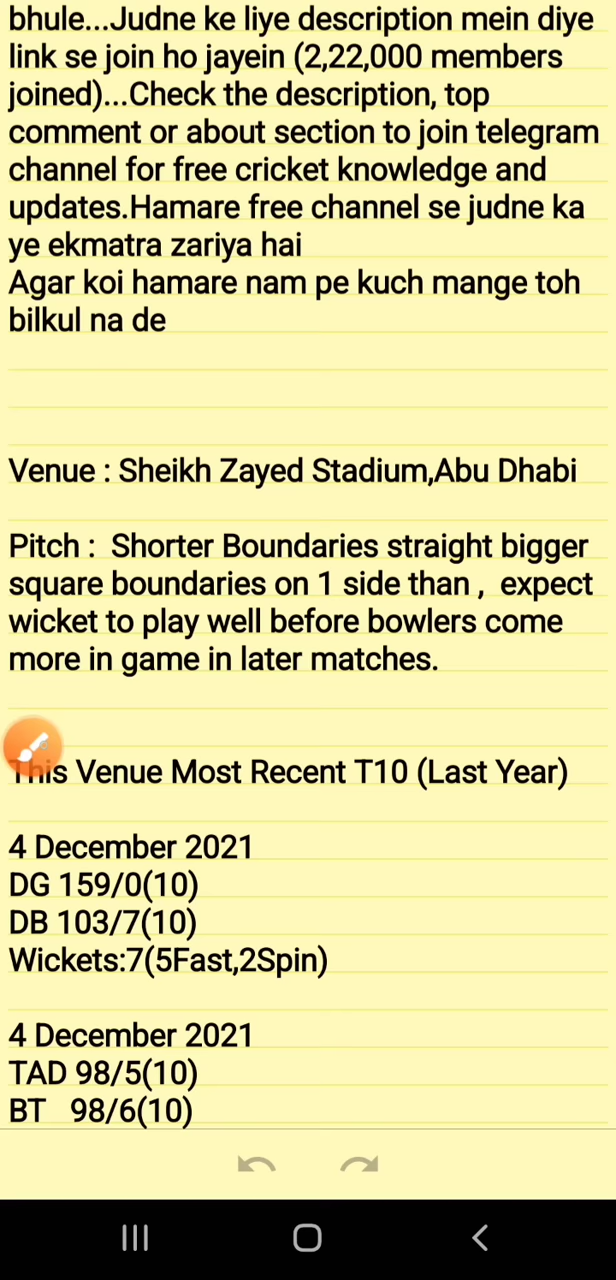 bhule...Judne ke liye description mein diye
link se join ho jayein (2,22,000 members
joined)...Check the description, top
comment or about section to join telegram
channel for free cricket knowledge and
updates.Hamare free channel se judne ka
ye ekmatra zariya hai
Agar koi hamare nam pe kuch mange toh
bilkul na de
Venue : Sheikh Zayed Stadium,Abu Dhabi
Pitch :  Shorter Boundaries straight bigger
square boundaries on 1 side than ,  expect
wicket to play well before bowlers come
more in game in later matches.
This Venue Most Recent T10 (Last Year)
4 December 2021
DG 159/0(10)
DB 103/7(10)
Wickets:7(5Fast,2Spin)
4 December 2021
TAD 98/5(10)
BT   98/6(10)